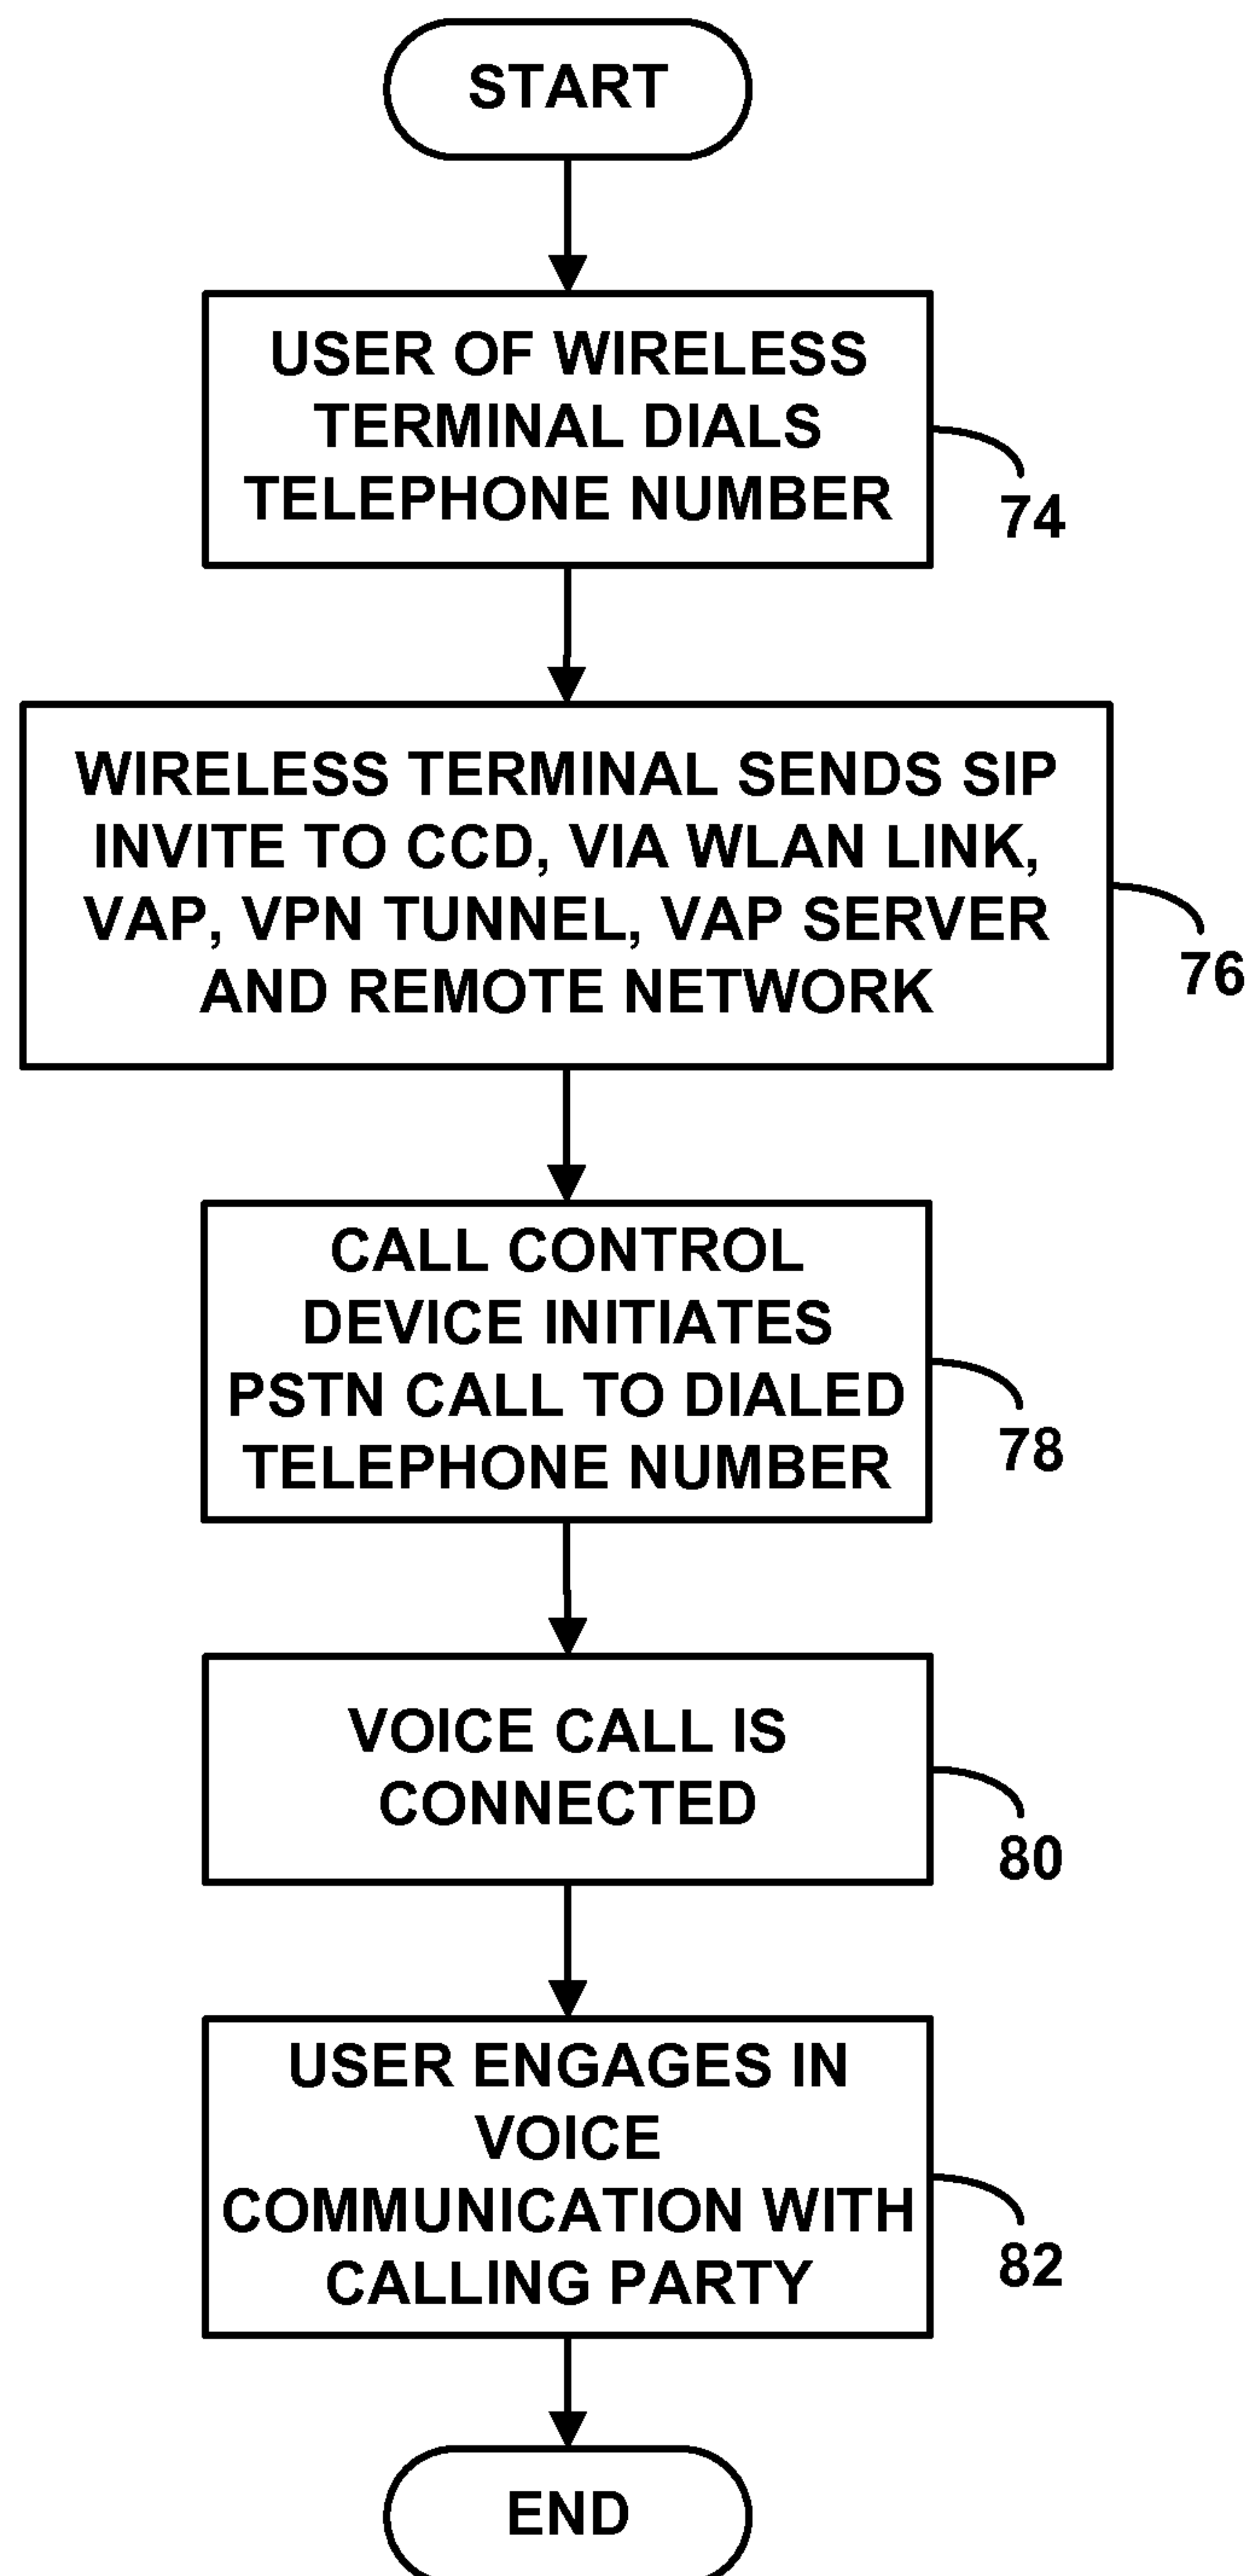 START
USER OF WIRELESS
TERMINAL DIALS
TELEPHONE NUMBER
74
WIRELESS TERMINAL SENDS SIP
INVITE TO CCD, VIA WLAN LINK,
VAP, VPN TUNNEL, VAP SERVER
AND REMOTE NETWORK
76
CALL CONTROL
DEVICE INITIATES
PSTN CALL TO DIALED
TELEPHONE NUMBER
78
VOICE CALL IS
CONNECTED
80
USER ENGAGES IN
VOICE
COMMUNICATION WITH
CALLING PARTY
82
END